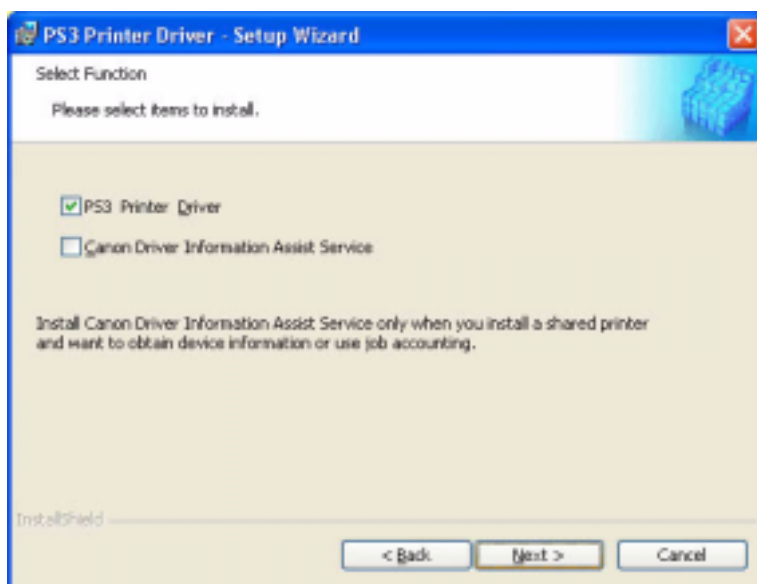 PS3 Printer Driver - Setup Wizard
Select Function
Please select items to install.
PS3 Printer Driver
Canon Driver Information Assist Service
Install Canon Driver Information Assist Service only when you install a shared printer
and want to obtain device information or use job accounting.
InstallShield
< Back
Next >
Cancel